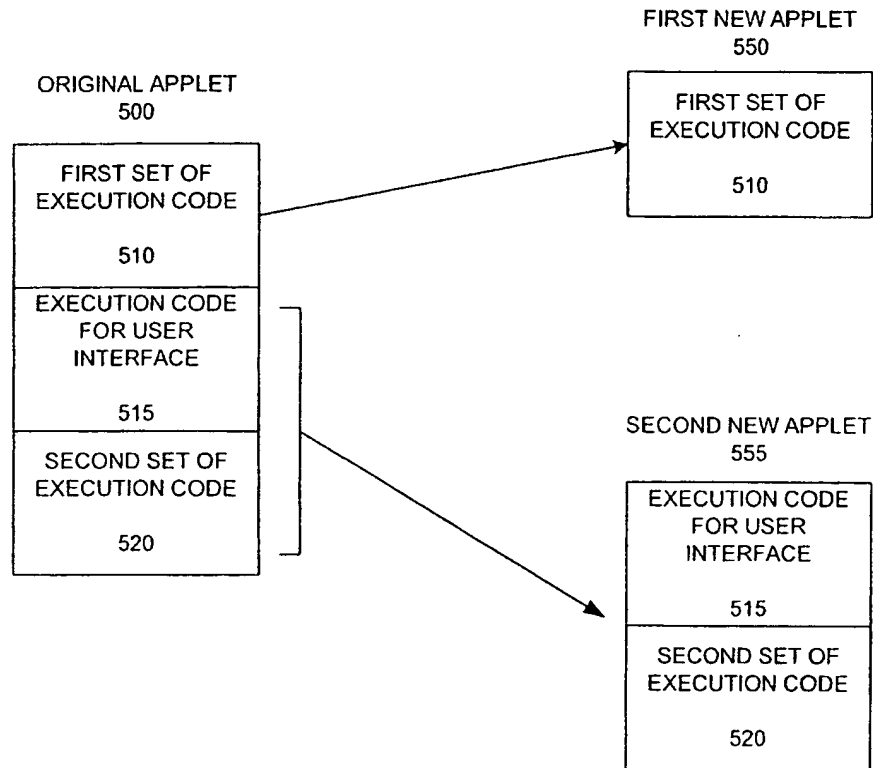 FIRST NEW APPLET
550
FIRST SET OF
EXECUTION CODE
510
ORIGINAL APPLET
500
FIRST SET OF
EXECUTION CODE
510
EXECUTION CODE
FOR USER
INTERFACE
515
SECOND SET OF
EXECUTION CODE
520
SECOND NEW APPLET
555
EXECUTION CODE
FOR USER
INTERFACE
515
SECOND SET OF
EXECUTION CODE
520